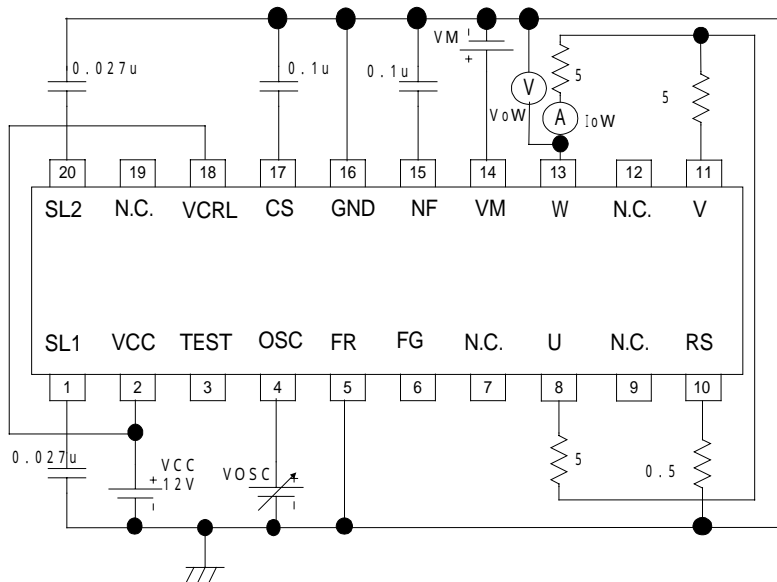 VM - +
0.027u 0.1u 0.1u 5 5
V VoW A IoW
20 19 18 17 16 15 14 13 12 11
SL2 N.C. VCRL CS GND NF VM W N.C. V
SL1 VCC TEST OSC FR FG N.C. U N.C. RS
1 2 3 4 5 6 7 8 9 10
0.027u + VCC 12V - VOSC + - 5 0.5